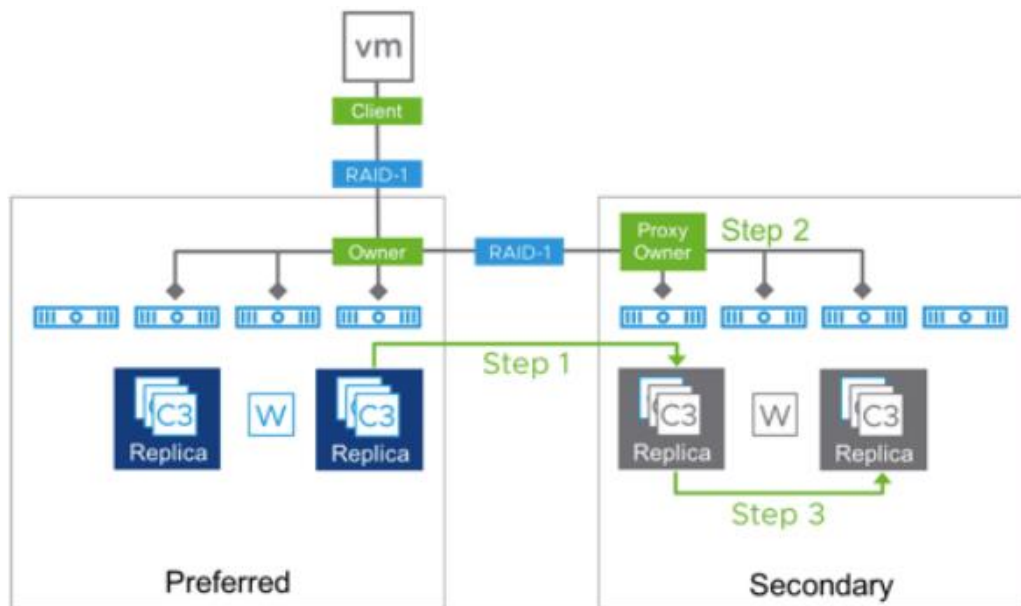 vm
Client
RAID-1
Owner
RAID-1
Proxy
Owner
Step 2
Step 1
C3
Replica
W
C3
Replica
C3
Replica
W
C3
Replica
Step 3
Preferred
Secondary